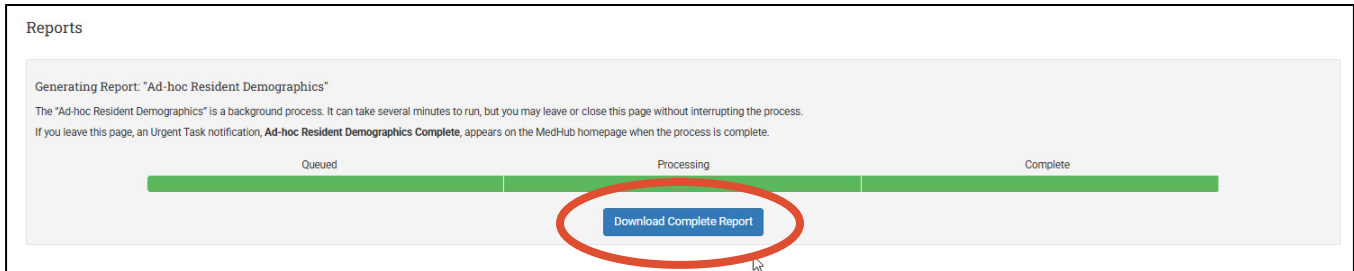 Reports
Generating Report: "Ad-hoc Resident Demographics"
The "Ad-hoc Resident Demographics" is a background process. It can take several minutes to run, but you may leave or close this page without interrupting the process.
If you leave this page, an Urgent Task notification, Ad-hoc Resident Demographics Complete, appears on the MedHub homepage when the process is complete.
Queued Processing Complete
Download Complete Report